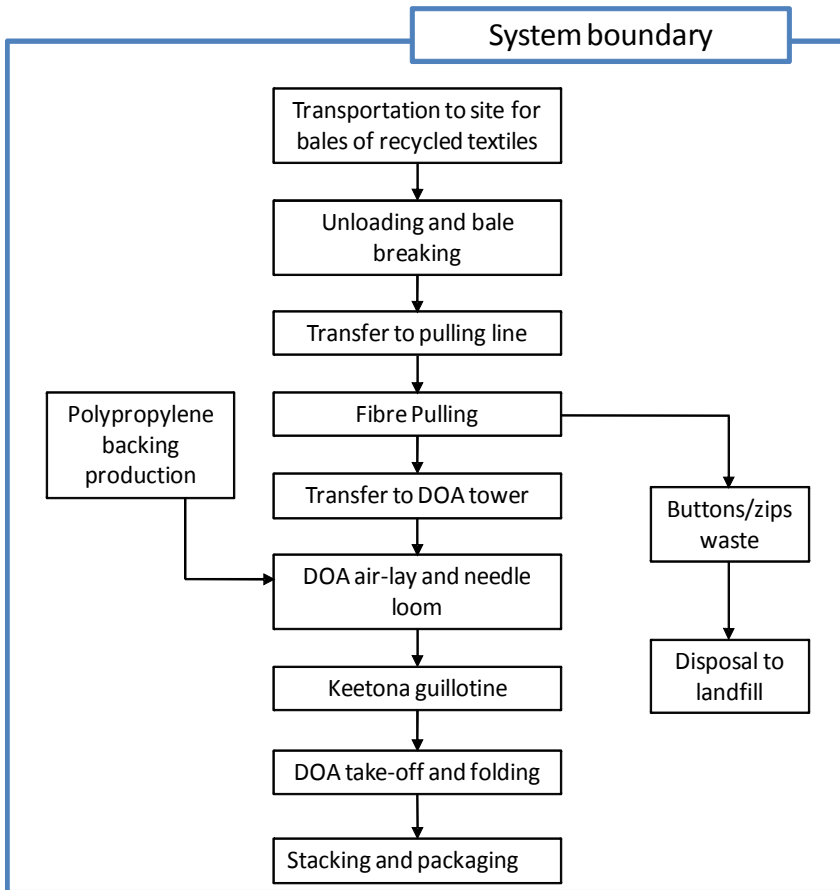 System boundary
Transportation to site for
bales of recycled textiles
Unloading and bale
breaking
Transfer to pulling line
Fibre Pulling
Polypropylene
backing
production
Transfer to DOA tower
Buttons/zips
waste
DOA air-lay and needle
loom
Disposal to
landfill
Keetona guillotine
DOA take-off and folding
Stacking and packaging